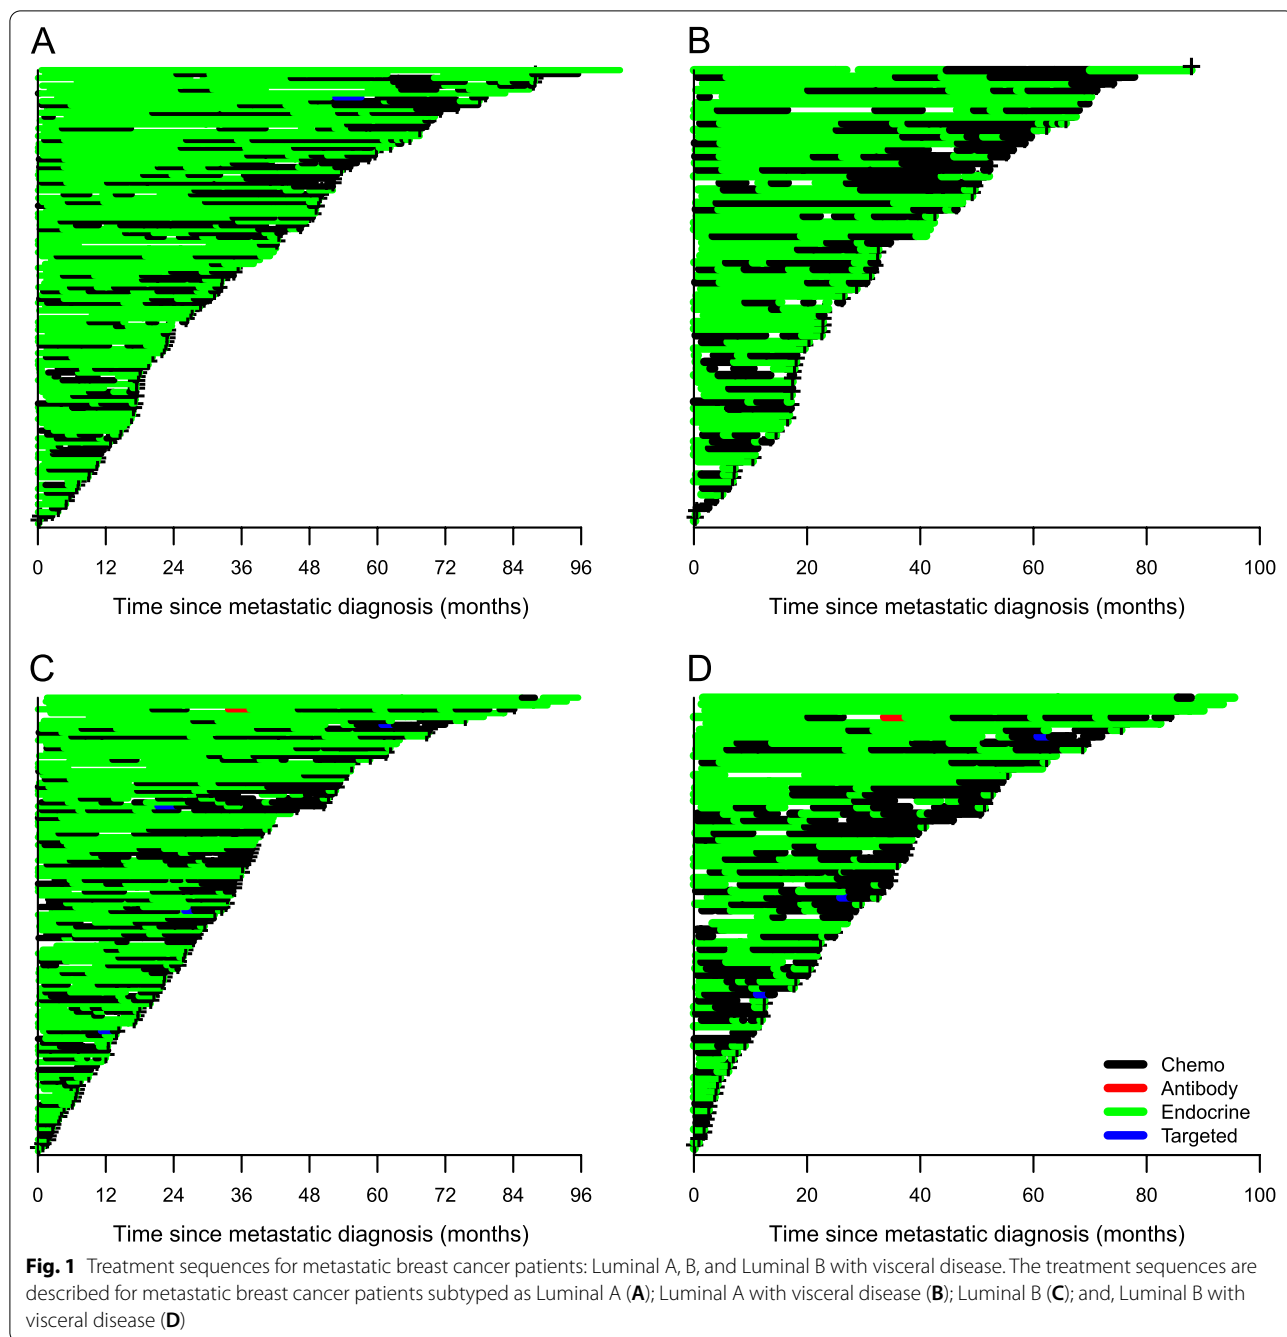 A
B
0 12 24 36 48 60 72 84 96
Time since metastatic diagnosis (months)
0 20 40 60 80 100
Time since metastatic diagnosis (months)
C
D
Chemo
Antibody
Endocrine
Targeted
0 12 24 36 48 60 72 84 96
Time since metastatic diagnosis (months)
0 20 40 60 80 100
Time since metastatic diagnosis (months)
Fig. 1 Treatment sequences for metastatic breast cancer patients: Luminal A, B, and Luminal B with visceral disease. The treatment sequences are
described for metastatic breast cancer patients subtyped as Luminal A (A); Luminal A with visceral disease (B); Luminal B (C); and, Luminal B with
visceral disease (D)